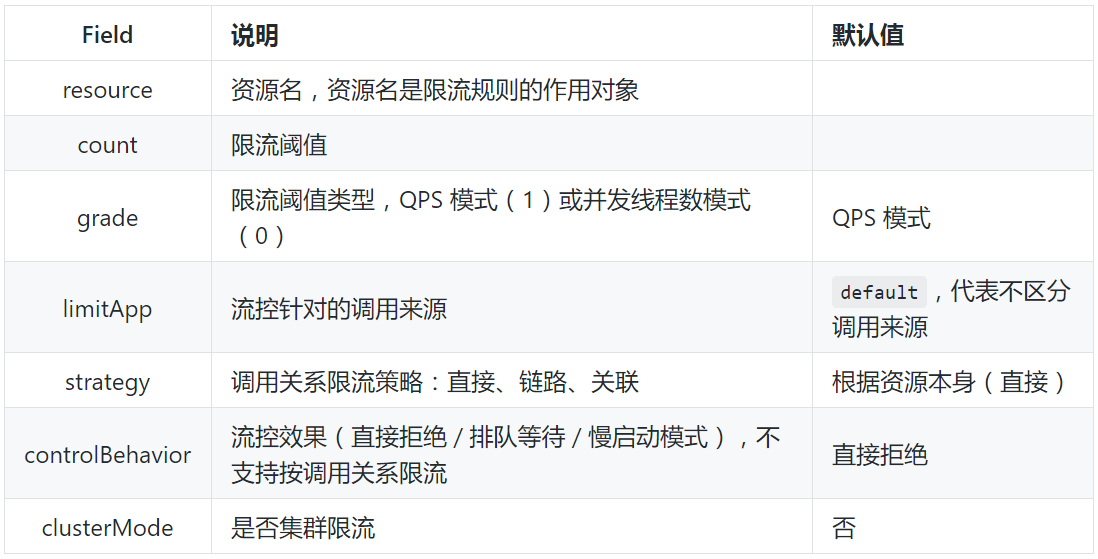 Field 说明 默认值
resource 资源名，资源名是限流规则的作用对象
count 限流阈值
grade 限流阈值类型，QPS 模式（1）或并发线程数模式
（0） QPS 模式
limitApp 流控针对的调用来源 default，代表不区分
调用来源
strategy 调用关系限流策略：直接、链路、关联 根据资源本身（直接）
controlBehavior 流控效果（直接拒绝 / 排队等待 / 慢启动模式），不
支持按调用关系限流 直接拒绝
clusterMode 是否集群限流 否